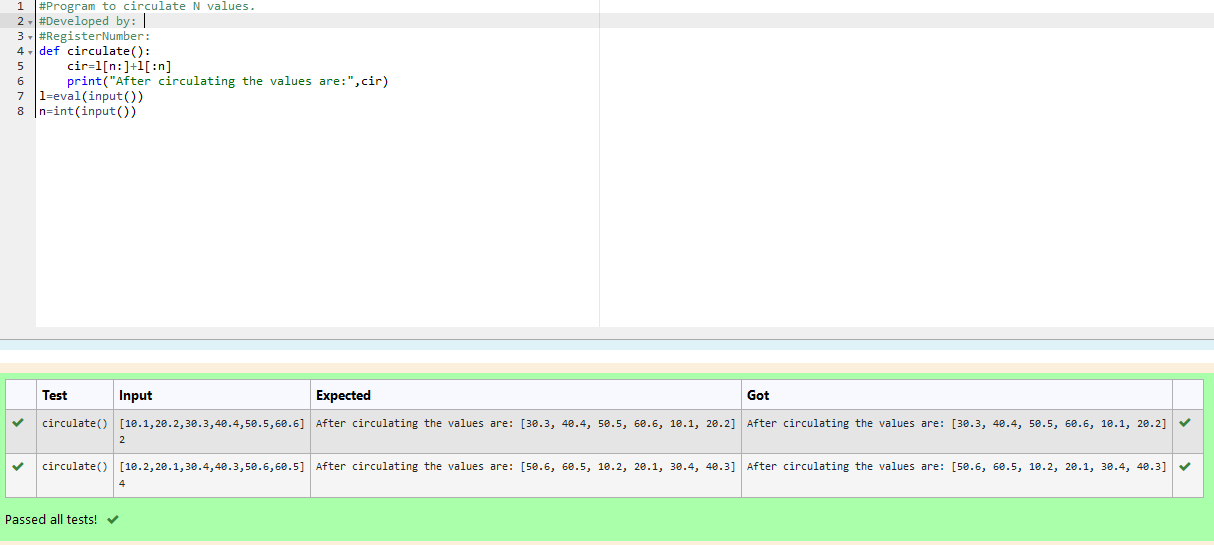 1 #Program to circulate N values.
2 #Developed by:
3 #RegisterNumber:
4 def circulate():
5     cir=l[n:]+l[:n]
6     print("After circulating the values are:",cir)
7 l=eval(input())
8 n=int(input())
Test Input Expected Got
circulate() [10.1,20.2,30.3,40.4,50.5,60.6] After circulating the values are: [30.3, 40.4, 50.5, 60.6, 10.1, 20.2] After circulating the values are: [30.3, 40.4, 50.5, 60.6, 10.1, 20.2]
2
circulate() [10.2,20.1,30.4,40.3,50.6,60.5] After circulating the values are: [50.6, 60.5, 10.2, 20.1, 30.4, 40.3] After circulating the values are: [50.6, 60.5, 10.2, 20.1, 30.4, 40.3]
4
Passed all tests!